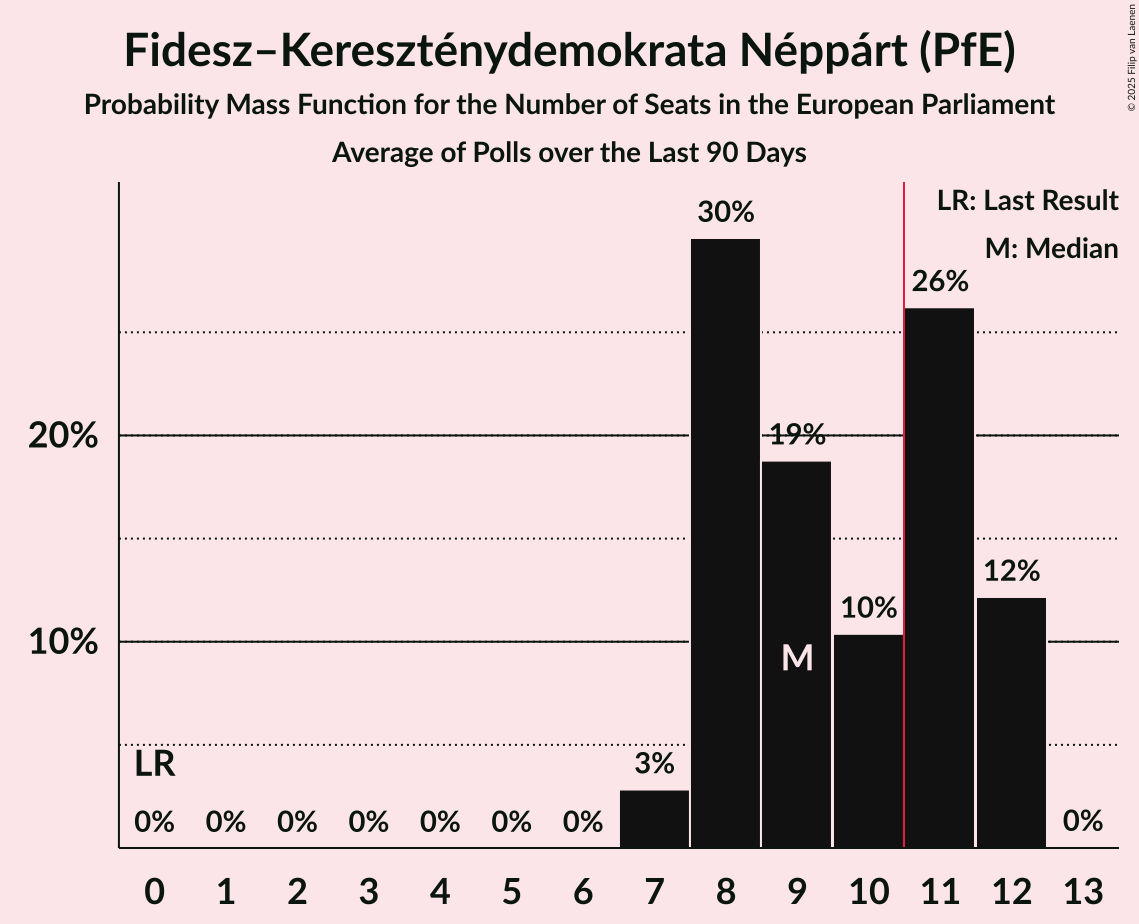 Fidesz–Kereszténydemokrata Néppárt (PfE)
Probability Mass Function for the Number of Seats in the European Parliament
Average of Polls over the Last 90 Days
© 2025 Filip van Laenen
LR: Last Result
M: Median
30%
26%
20%
19%
12%
10%
10%
M
LR
3%
0% 0% 0% 0% 0% 0% 0% 0%
0 1 2 3 4 5 6 7 8 9 10 11 12 13